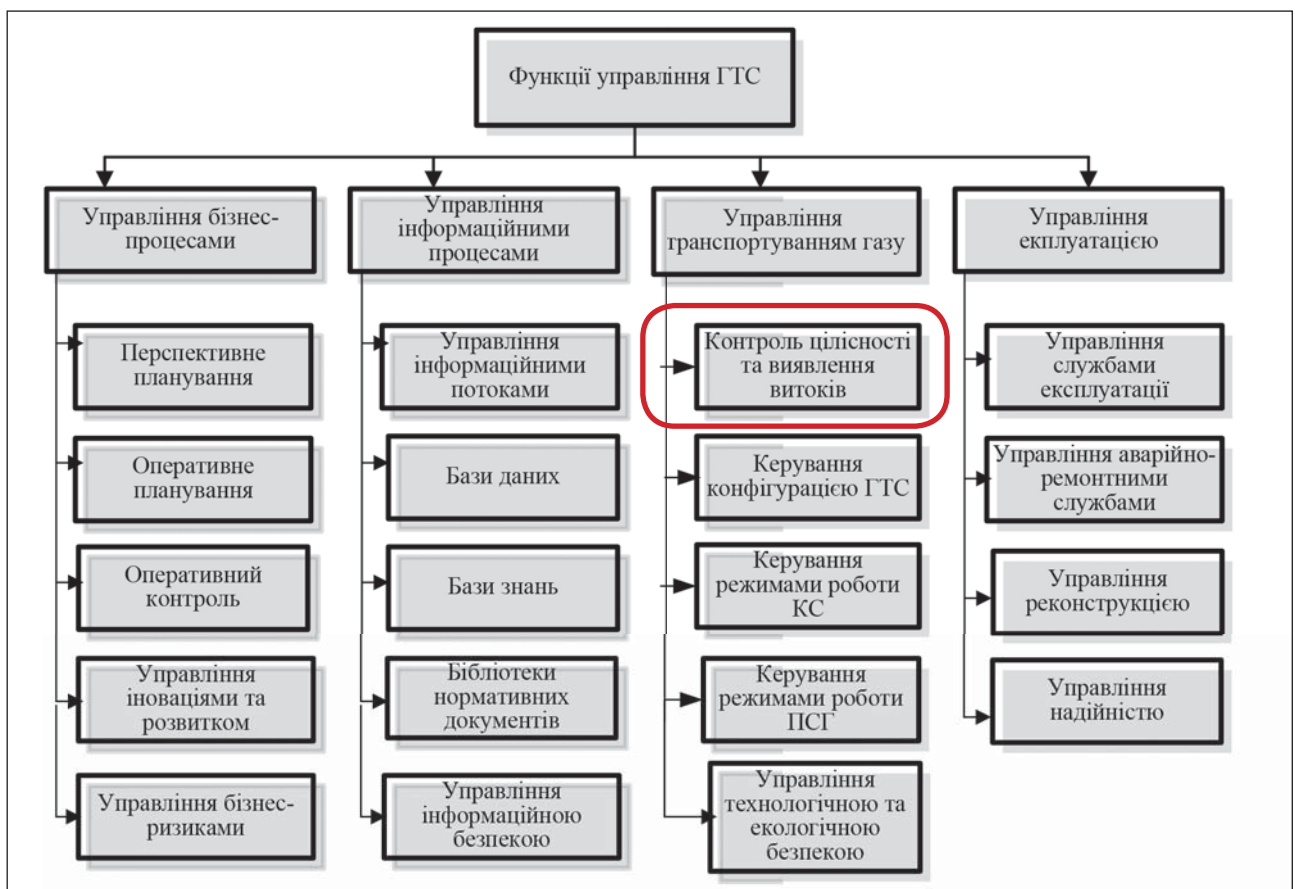 Функції управління ГТС
Управління бізнес-
процесами
Перспективне
планування
Оперативне
планування
Оперативний
контроль
Управління
іноваціями та
розвитком
Управління бізнес-
ризиками
Управління
інформаційними
процесами
Управління
інформаційними
потоками
Бази даних
Бази знань
Бібліотеки
нормативних
документів
Управління
інформаційною
безпекою
Управління
транспортуванням газу
Контроль цілісності
та виявлення
витоків
Керування
конфігурацією ГТС
Керування
режимами роботи
КС
Керування
режимами роботи
ПСГ
Управління
технологічною та
екологічною
безпекою
Управління
експлуатацією
Управління
службами
експлуатації
Управління аварійно-
ремонтними
службами
Управління
реконструкцією
Управління
надійністю